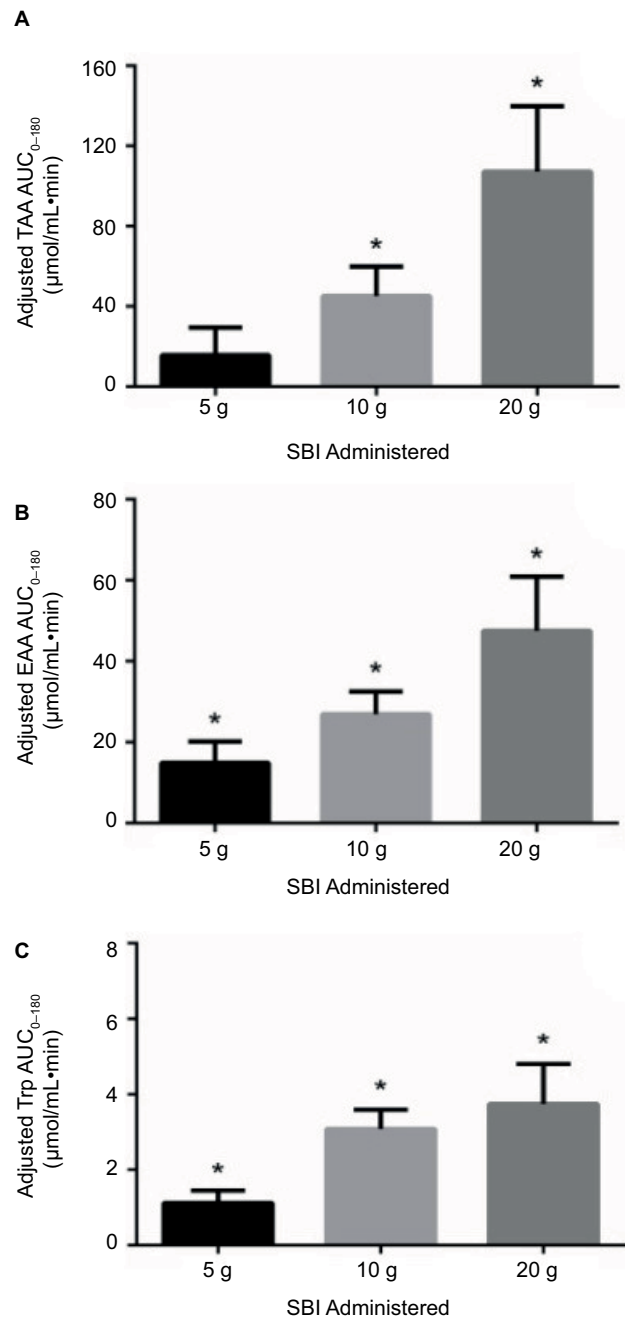 A
Adjusted TAA AUC0–180
(µmol/mL•min)
160
120
80
40
0
*
*
5 g 10 g 20 g
SBI Administered
B
Adjusted EAA AUC0–180
(µmol/mL•min)
80
60
40
20
0
*
*
*
5 g 10 g 20 g
SBI Administered
C
Adjusted Trp AUC0–180
(µmol/mL•min)
8
6
4
2
0
*
*
*
5 g 10 g 20 g
SBI Administered